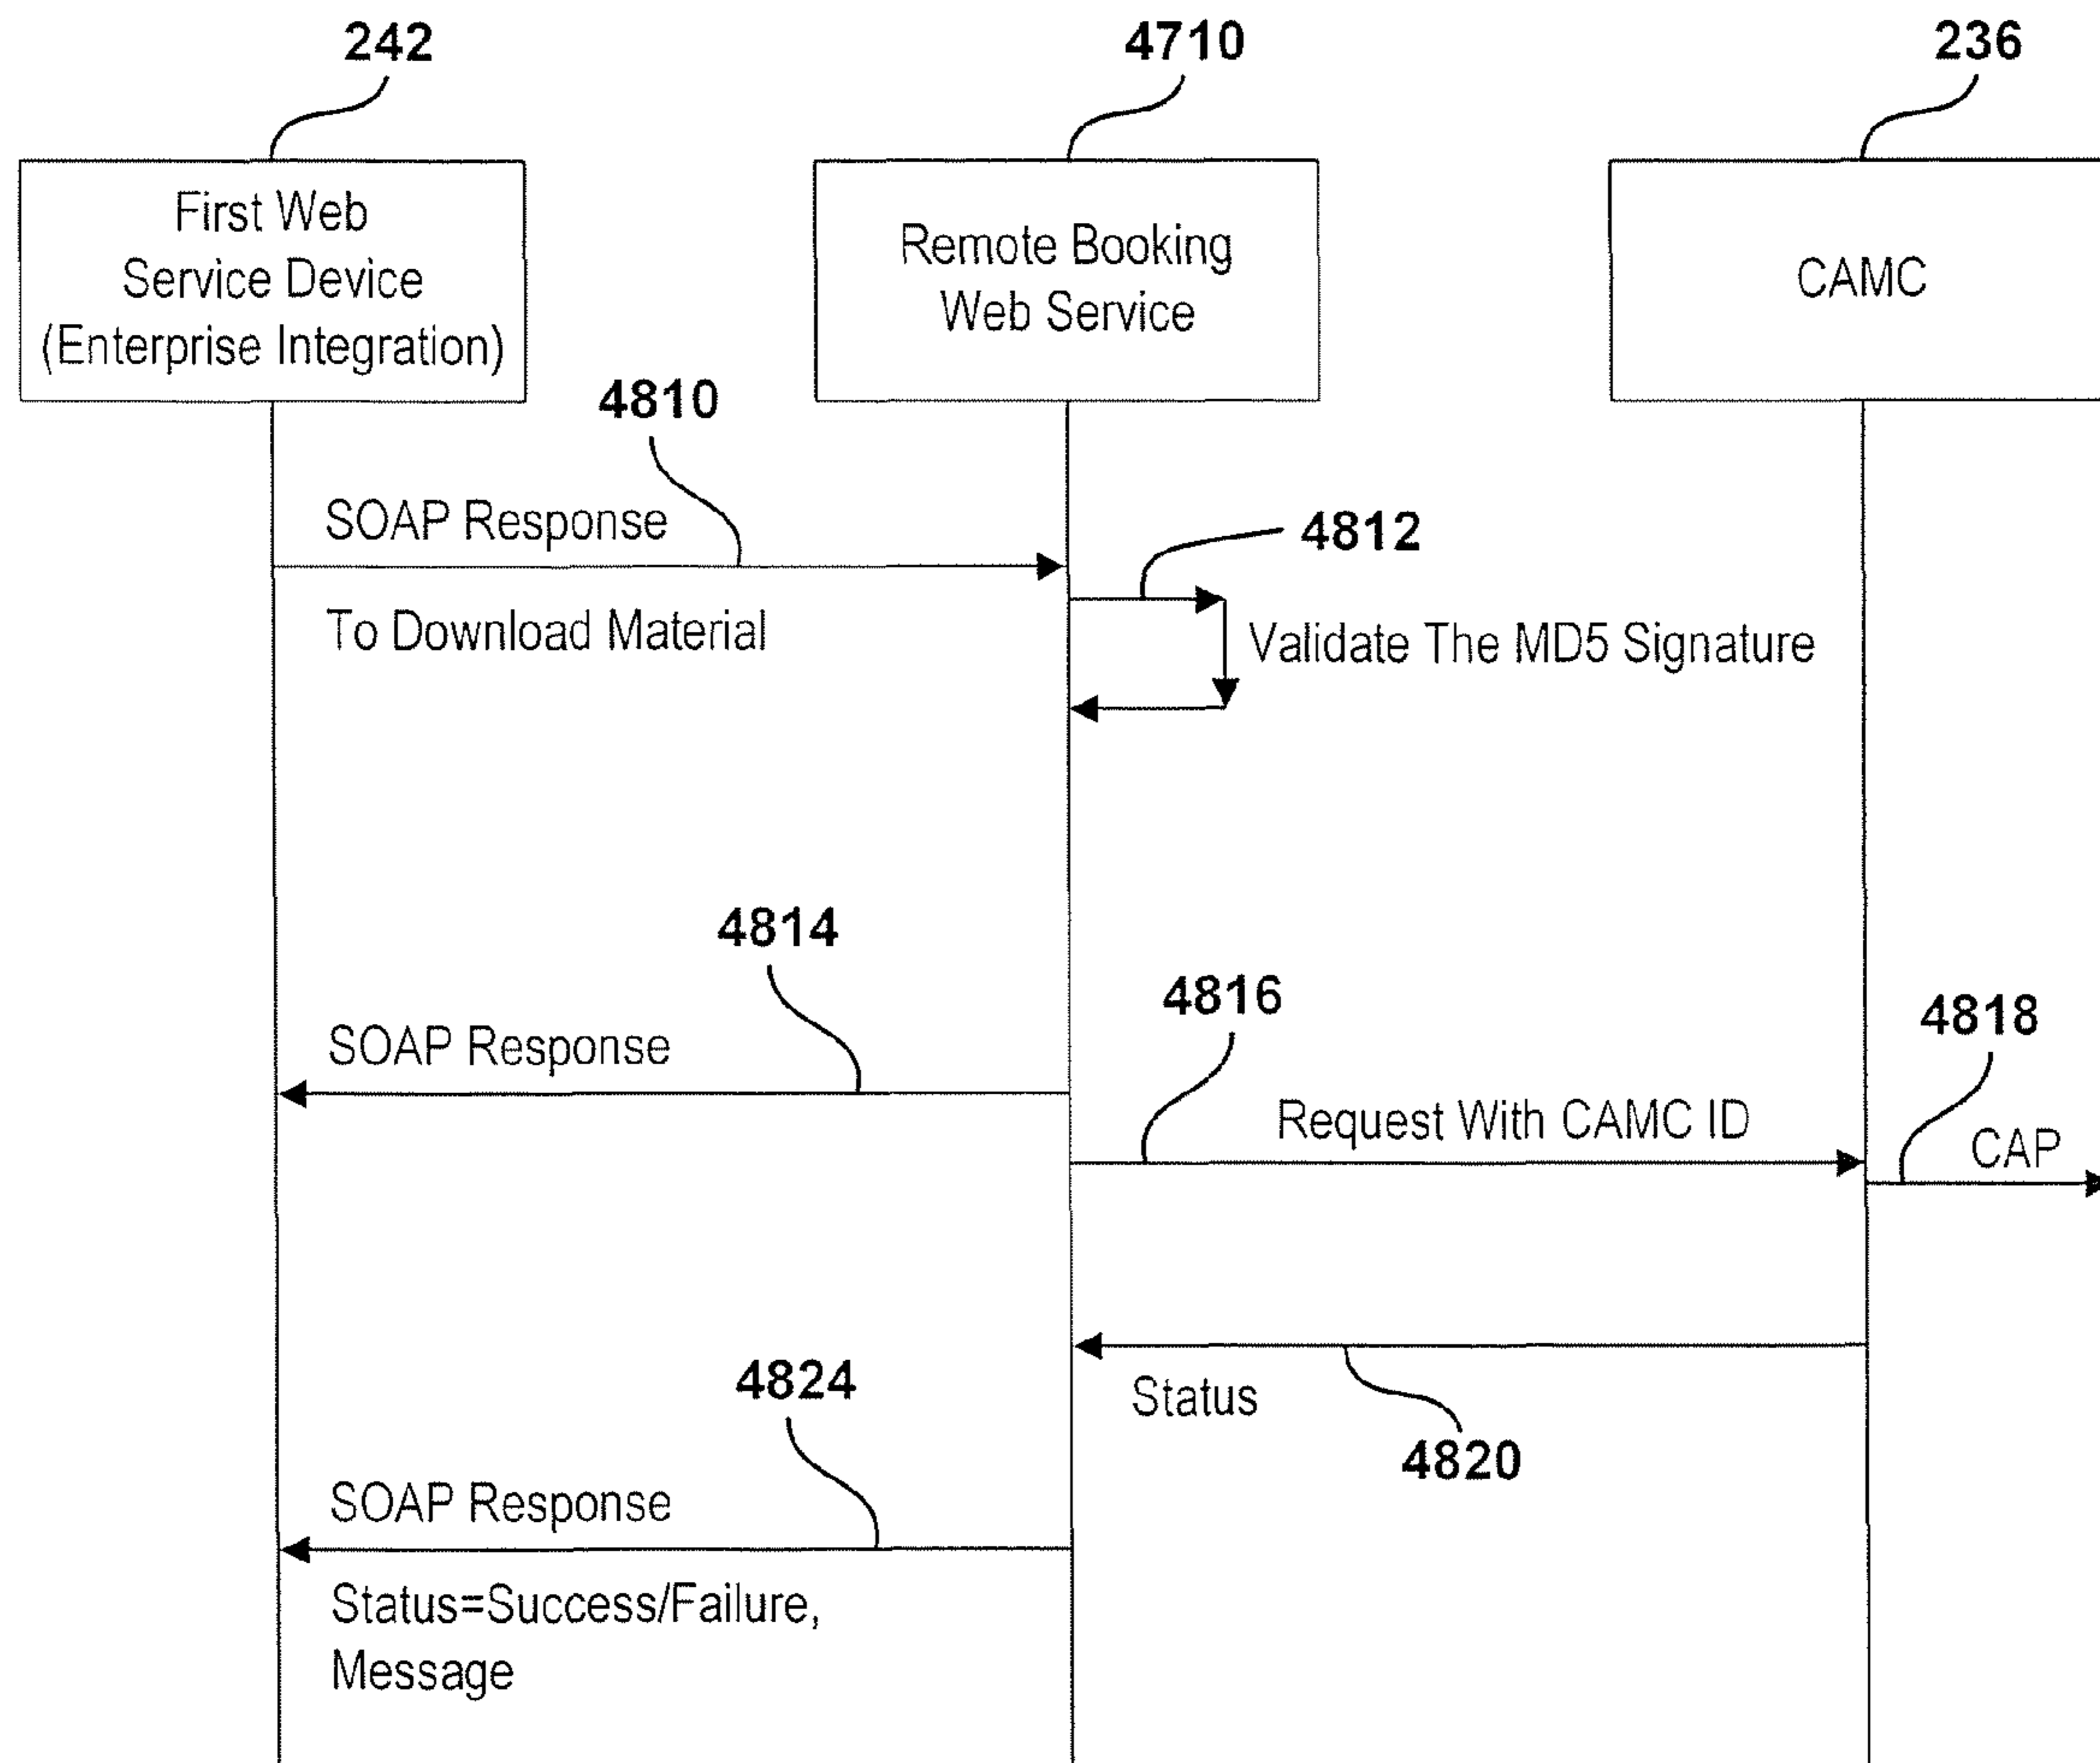 242
4710
236
First Web
Service Device
(Enterprise Integration)
Remote Booking
Web Service
CAMC
4810
SOAP Response
To Download Material
4812
Validate The MD5 Signature
4814
SOAP Response
4816
Request With CAMC ID
4818
CAP
4820
Status
4824
SOAP Response
Status=Success/Failure,
Message